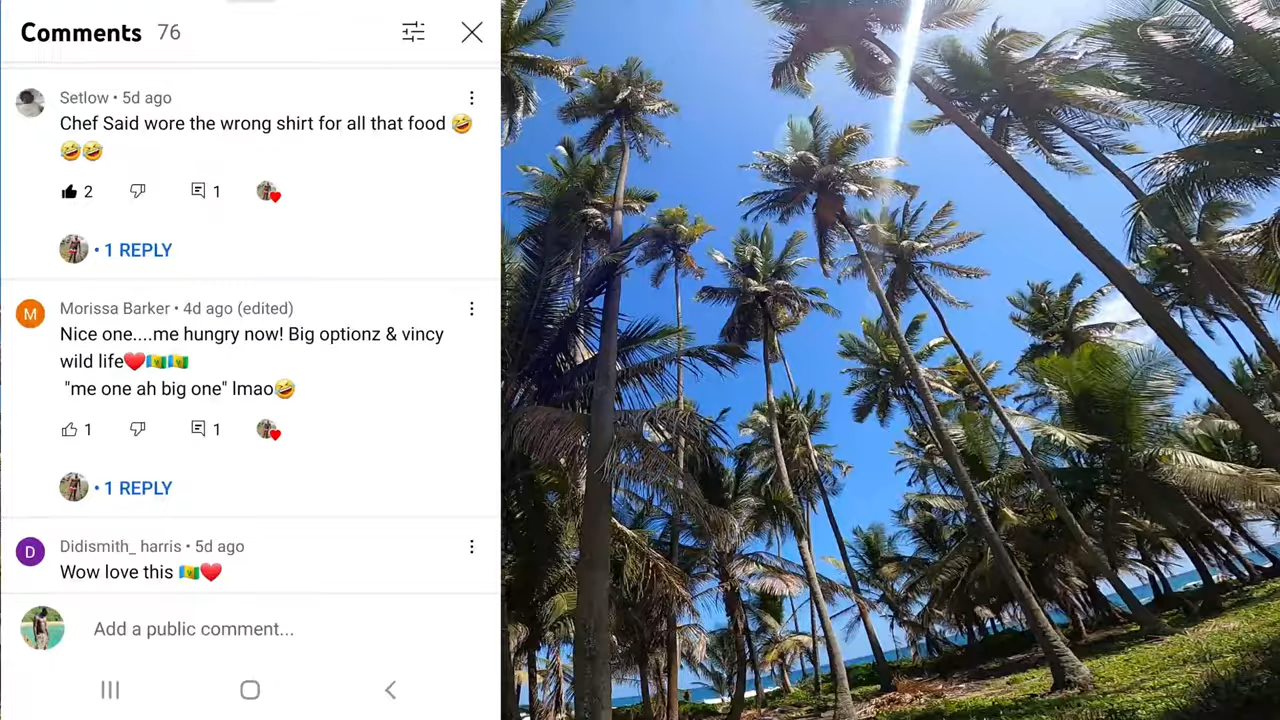 Comments 76
Setlow • 5d ago
Chef Said wore the wrong shirt for all that food 🤣
🤣🤣
2 1
• 1 REPLY
M
Morissa Barker • 4d ago (edited)
Nice one....me hungry now! Big optionz & vincy
wild life❤️🇻🇨🇻🇨
"me one ah big one" lmao🤣
1 1
• 1 REPLY
D
Didismith_ harris • 5d ago
Wow love this 🇻🇨❤️
Add a public comment...